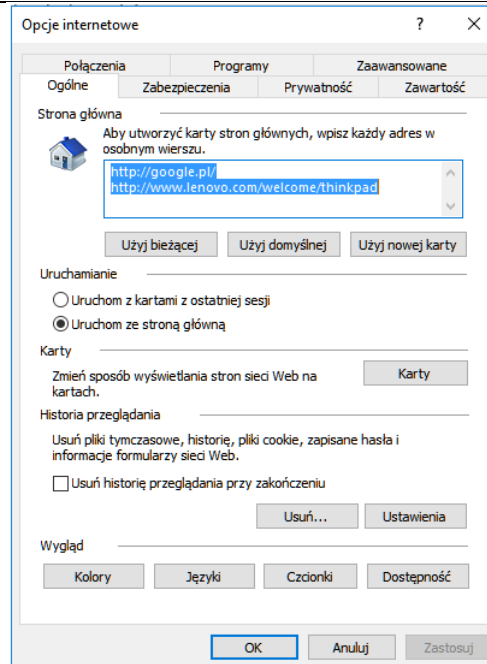 Opcje internetowe
Połączenia Programy Zaawansowane
Ogólne Zabezpieczenia Prywatność Zawartość
Strona główna
Aby utworzyć karty stron głównych, wpisz każdy adres w
osobnym wierszu.
http://google.pl/
http://www.lenovo.com/welcome/thinkpad
Użyj bieżącej Użyj domyślnej Użyj nowej karty
Uruchamianie
Uruchom z kartami z ostatniej sesji
Uruchom ze stroną główną
Karty
Zmień sposób wyświetlania stron sieci Web na
kartach.
Karty
Historia przeglądania
Usuń pliki tymczasowe, historię, pliki cookie, zapisane hasła i
informacje formularzy sieci Web.
Usuń historię przeglądania przy zakończeniu
Usuń... Ustawienia
Wygląd
Kolory Języki Czcionki Dostępność
OK Anuluj Zastosuj